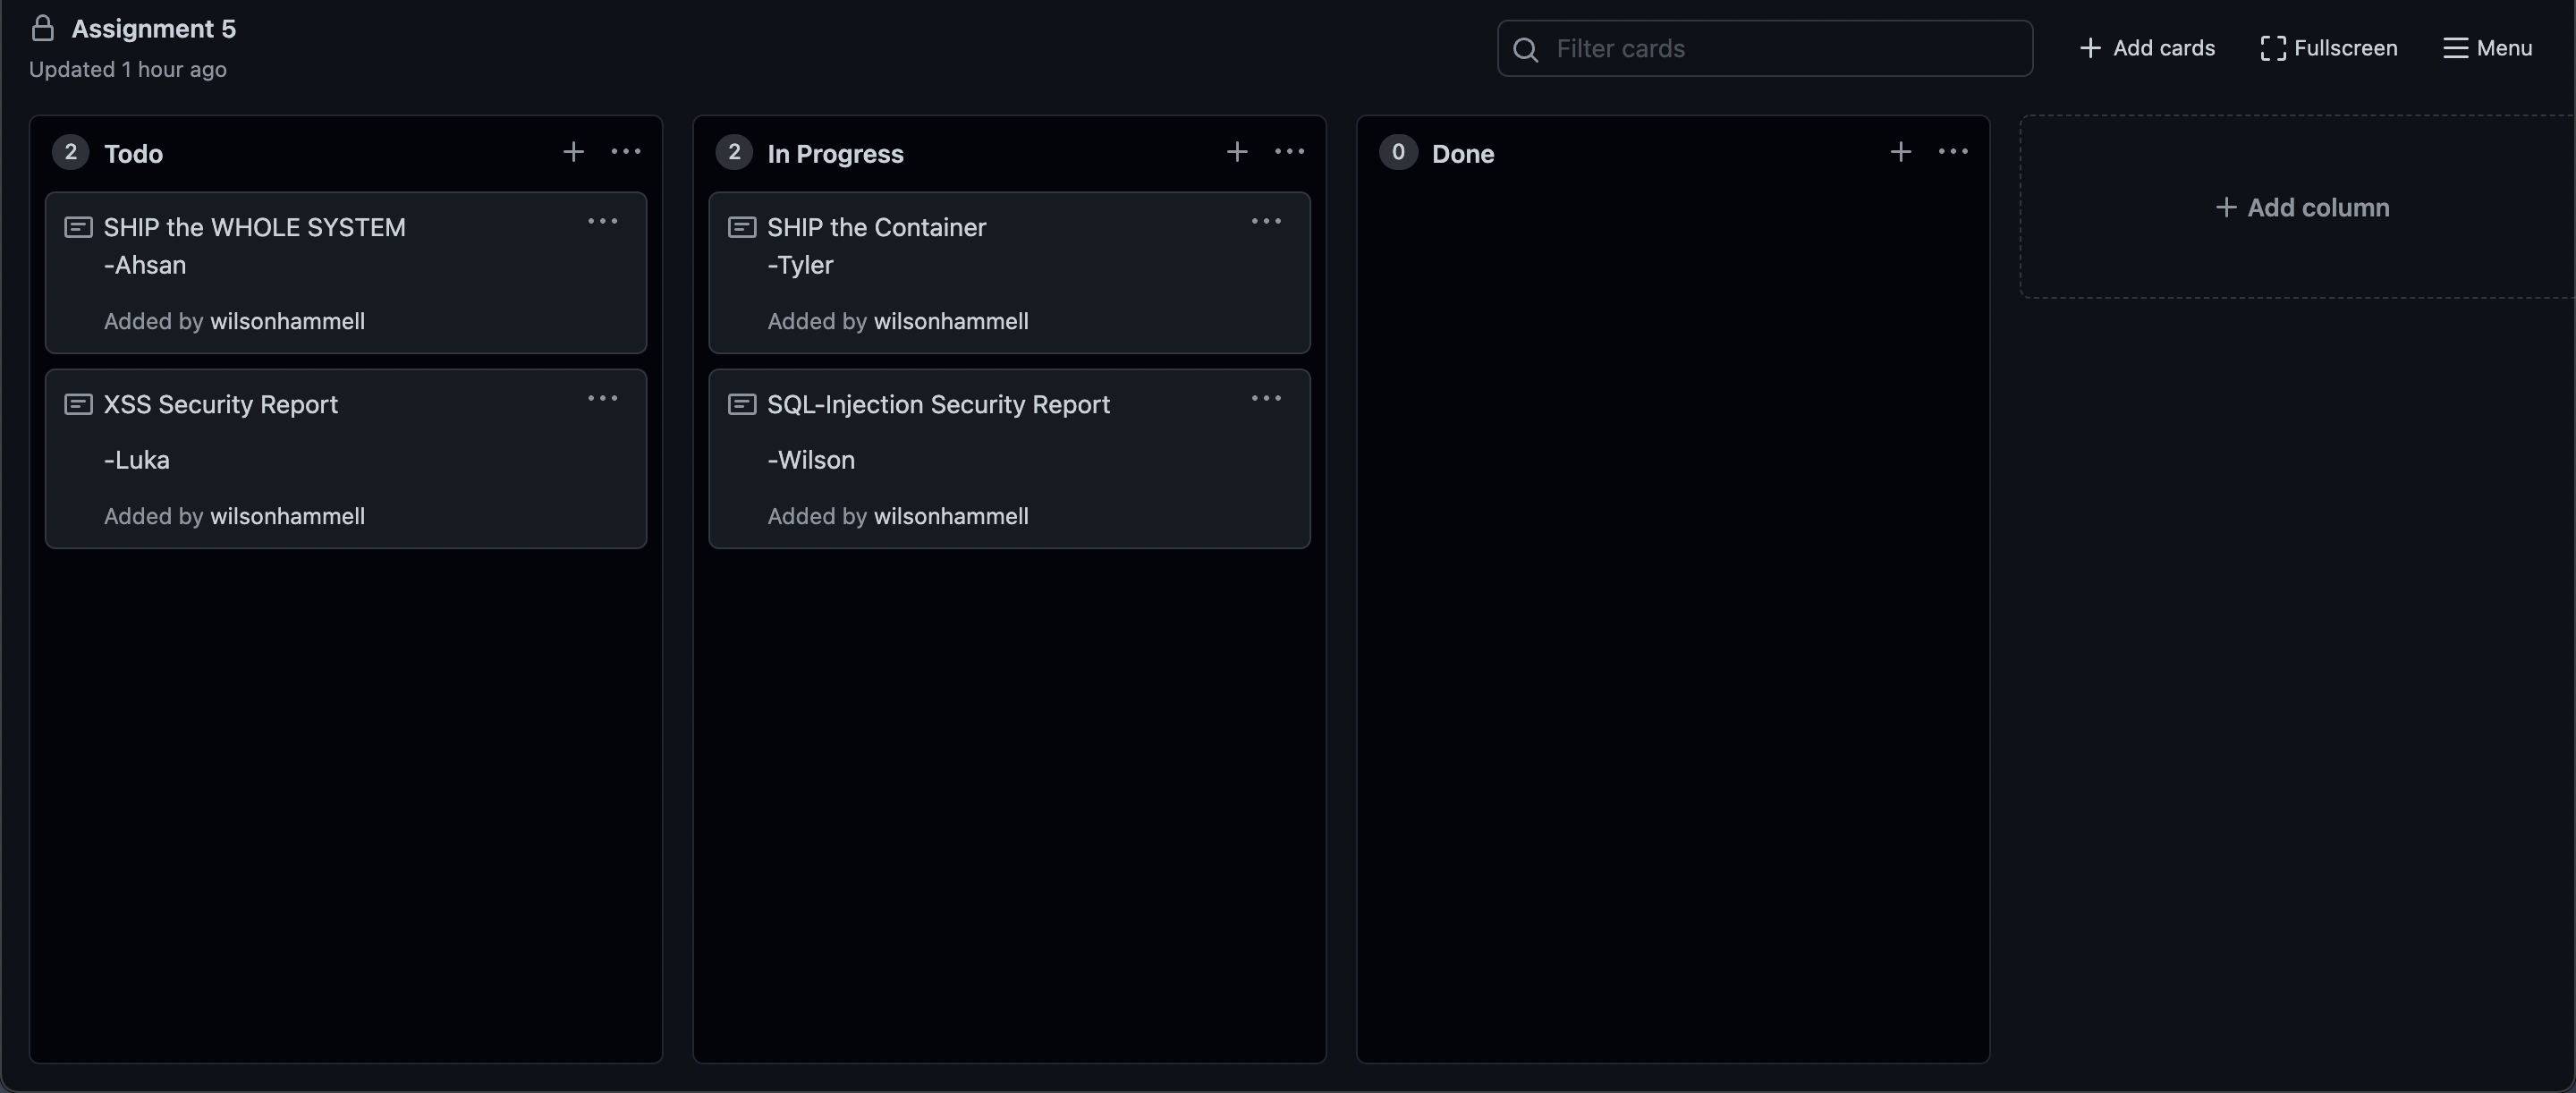 Assignment 5
Updated 1 hour ago
Filter cards
Add cards
Fullscreen
Menu
2 Todo
SHIP the WHOLE SYSTEM
-Ahsan
Added by wilsonhammell
XSS Security Report
-Luka
Added by wilsonhammell
2 In Progress
SHIP the Container
-Tyler
Added by wilsonhammell
SQL-Injection Security Report
-Wilson
Added by wilsonhammell
0 Done
+ Add column